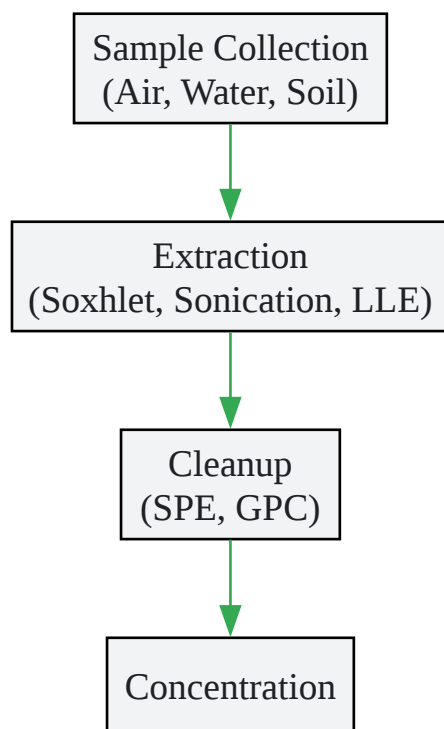 Sample Collection
(Air, Water, Soil)
Extraction
(Soxhlet, Sonication, LLE)
Cleanup
(SPE, GPC)
Concentration